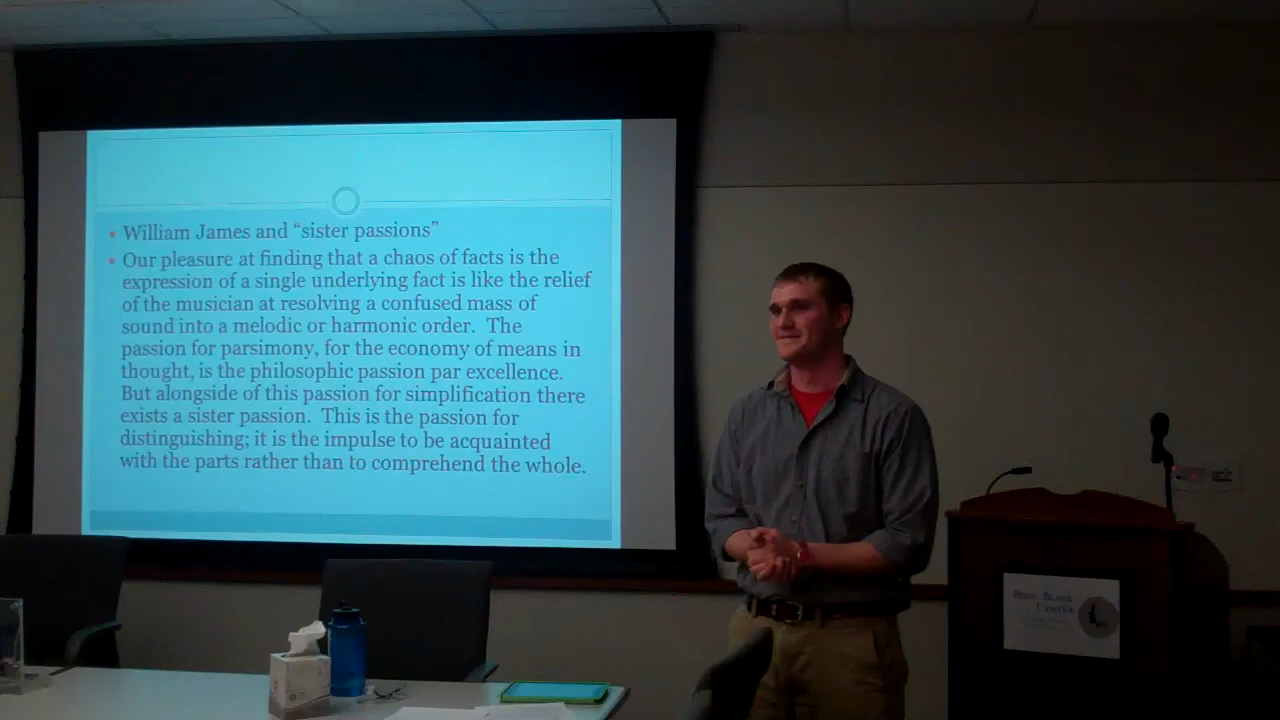 • William James and “sister passions”
• Our pleasure at finding that a chaos of facts is the
expression of a single underlying fact is like the relief
of the musician at resolving a confused mass of
sound into a melodic or harmonic order.  The
passion for parsimony, for the economy of means in
thought, is the philosophic passion par excellence.
But alongside of this passion for simplification there
exists a sister passion.  This is the passion for
distinguishing; it is the impulse to be acquainted
with the parts rather than to comprehend the whole.